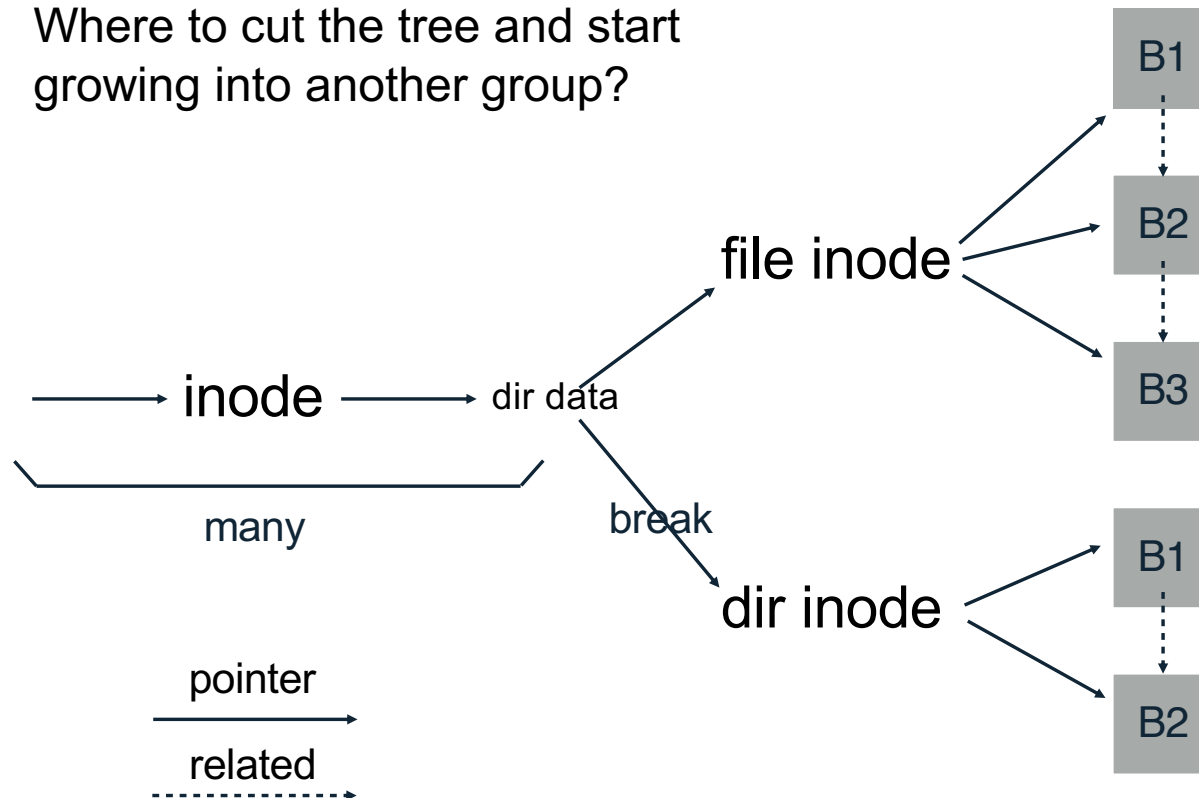 Where to cut the tree and start
growing into another group?
B1
B2
file inode
B3
inode
dir data
many
break
B1
dir inode
B2
pointer
related